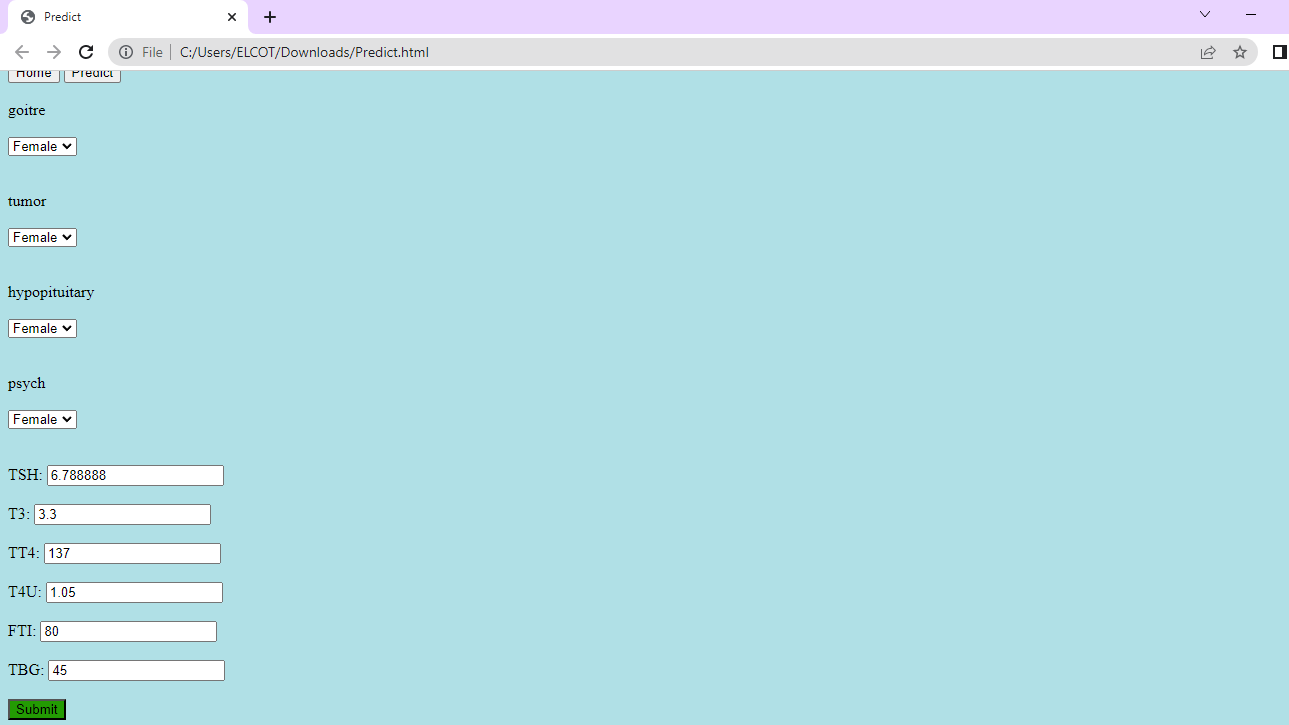 Predict
File C:/Users/ELCOT/Downloads/Predict.html
Home Predict
goitre
Female
tumor
Female
hypopituitary
Female
psych
Female
TSH: 6.788888
T3: 3.3
TT4: 137
T4U: 1.05
FTI: 80
TBG: 45
Submit